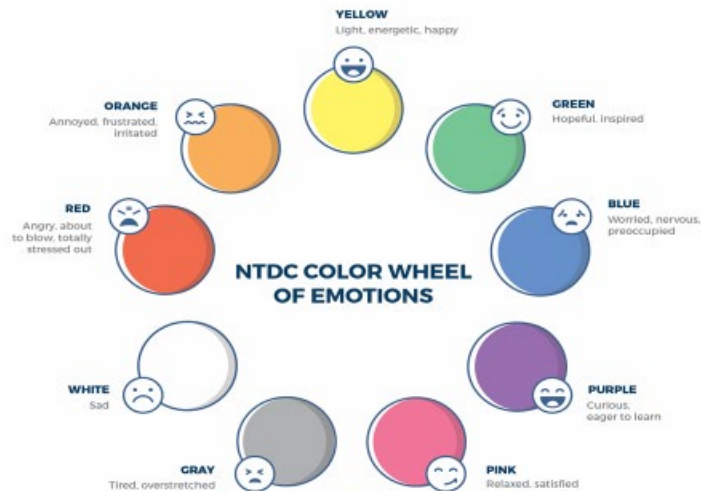 YELLOW
Light, energetic, happy
GREEN
Hopeful, inspired
BLUE
Worried, nervous,
preoccupied
PURPLE
Curious,
eager to learn
PINK
Relaxed, satisfied
GRAY
Tired, overstretched
WHITE
Sad
RED
Angry, about
to blow, totally
stressed out
ORANGE
Annoyed, frustrated,
irritated
NTDC COLOR WHEEL
OF EMOTIONS